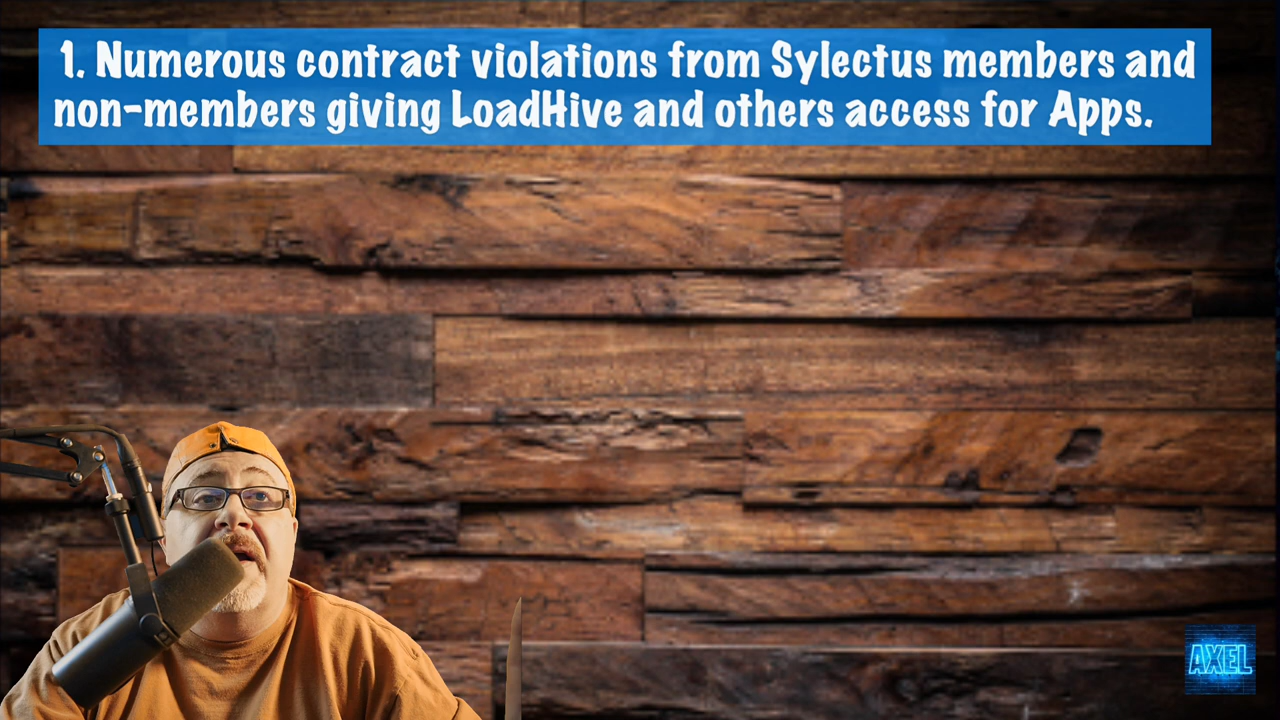 1. Numerous contract violations from Sylectus members and
non-members giving LoadHive and others access for Apps.
AXEL